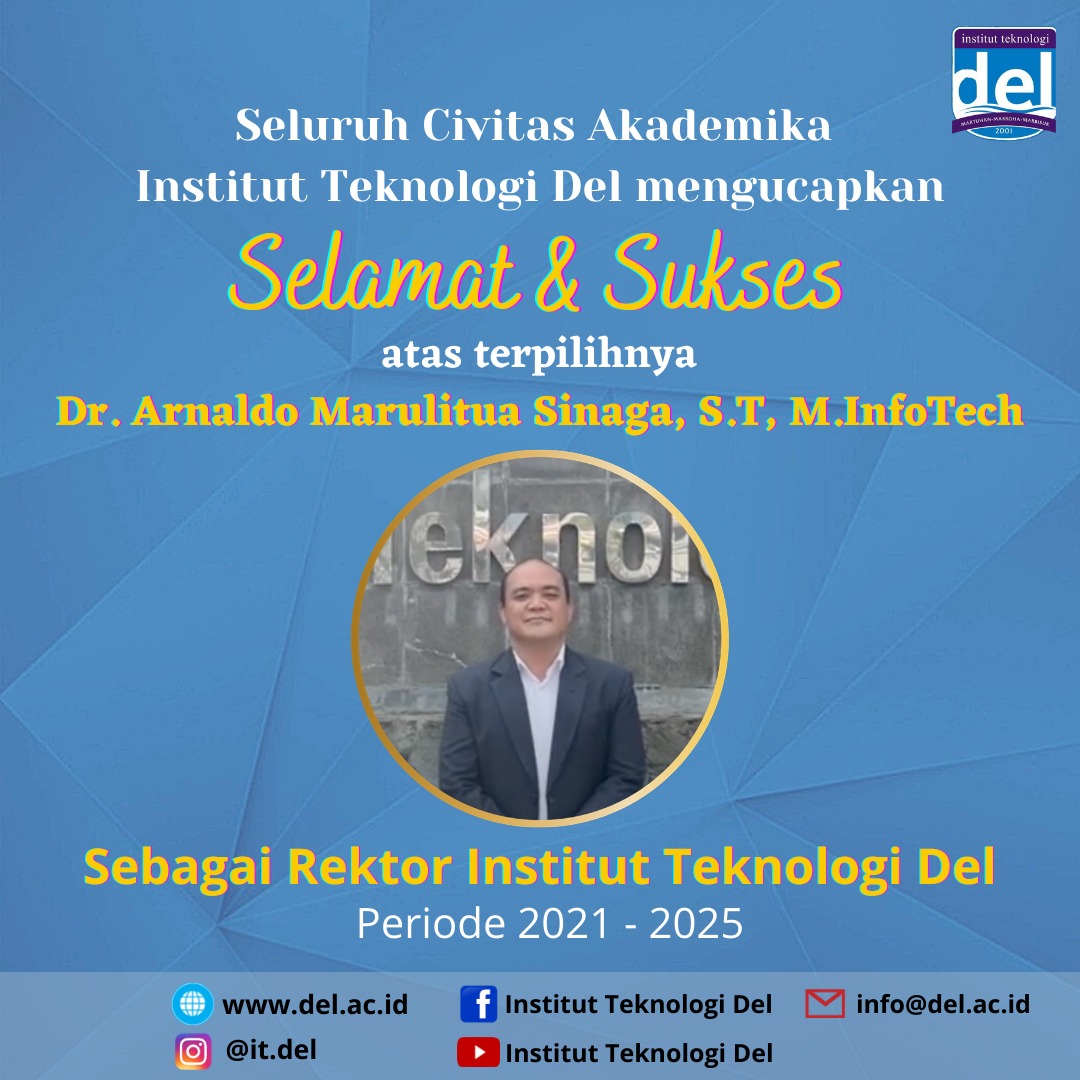 institut teknologi
del
MARTUHAN-MARROHA-MARBISUK
2001
Seluruh Civitas Akademika
Institut Teknologi Del mengucapkan
Selamat & Sukses
atas terpilihnya
Dr. Arnaldo Marulitua Sinaga, S.T, M.InfoTech
Teknolo
Sebagai Rektor Institut Teknologi Del
Periode 2021 - 2025
www.del.ac.id
Institut Teknologi Del
info@del.ac.id
@it.del
Institut Teknologi Del